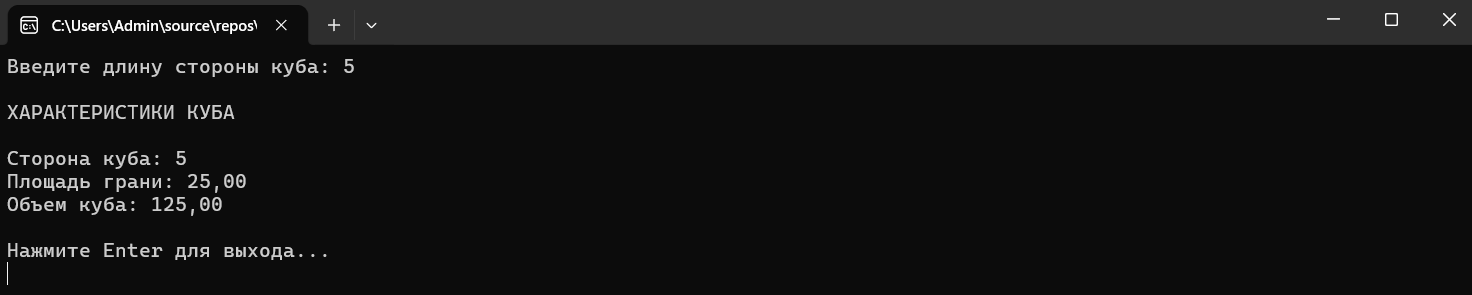 C:\Users\Admin\source\repos\
Введите длину стороны куба: 5
ХАРАКТЕРИСТИКИ КУБА
Сторона куба: 5
Площадь грани: 25,00
Объем куба: 125,00
Нажмите Enter для выхода...